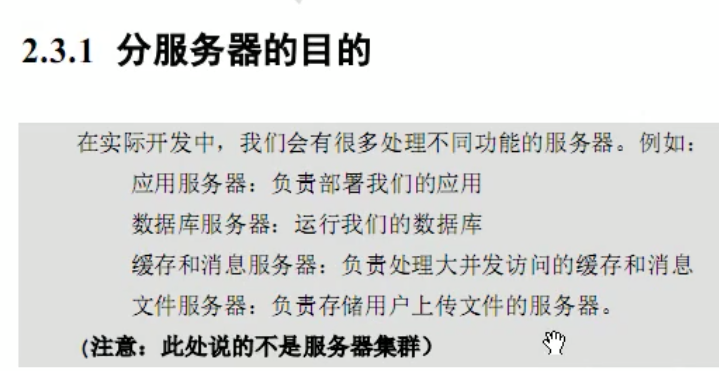 2.3.1 分服务器的目的
在实际开发中，我们会有很多处理不同功能的服务器。例如：
应用服务器：负责部署我们的应用
数据库服务器：运行我们的数据库
缓存和消息服务器：负责处理大并发访问的缓存和消息
文件服务器：负责存储用户上传文件的服务器。
(注意：此处说的不是服务器集群）